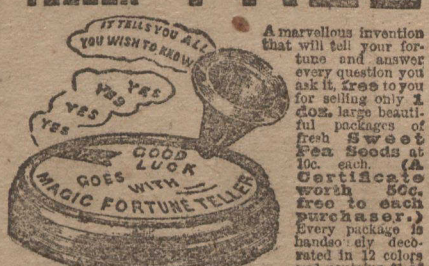 TELLER
IT TELLS YOU ALL
YOU WISH TO KNOW
YES
YES
YES
YES
GOOD
LUCK
GOES WITH
MAGIC FORTUNE TELLER
A marvellous invention
that will tell your for-
tune and answer
every question you
ask it, free to you
for selling only 1
doz. large beauti-
ful packages of
fresh Sweet
Pea Seeds at
10c. each. (A
Certificate
worth 50c.
free to each
purchaser.)
Every package is
handsomely deco-
rated in 12 colors